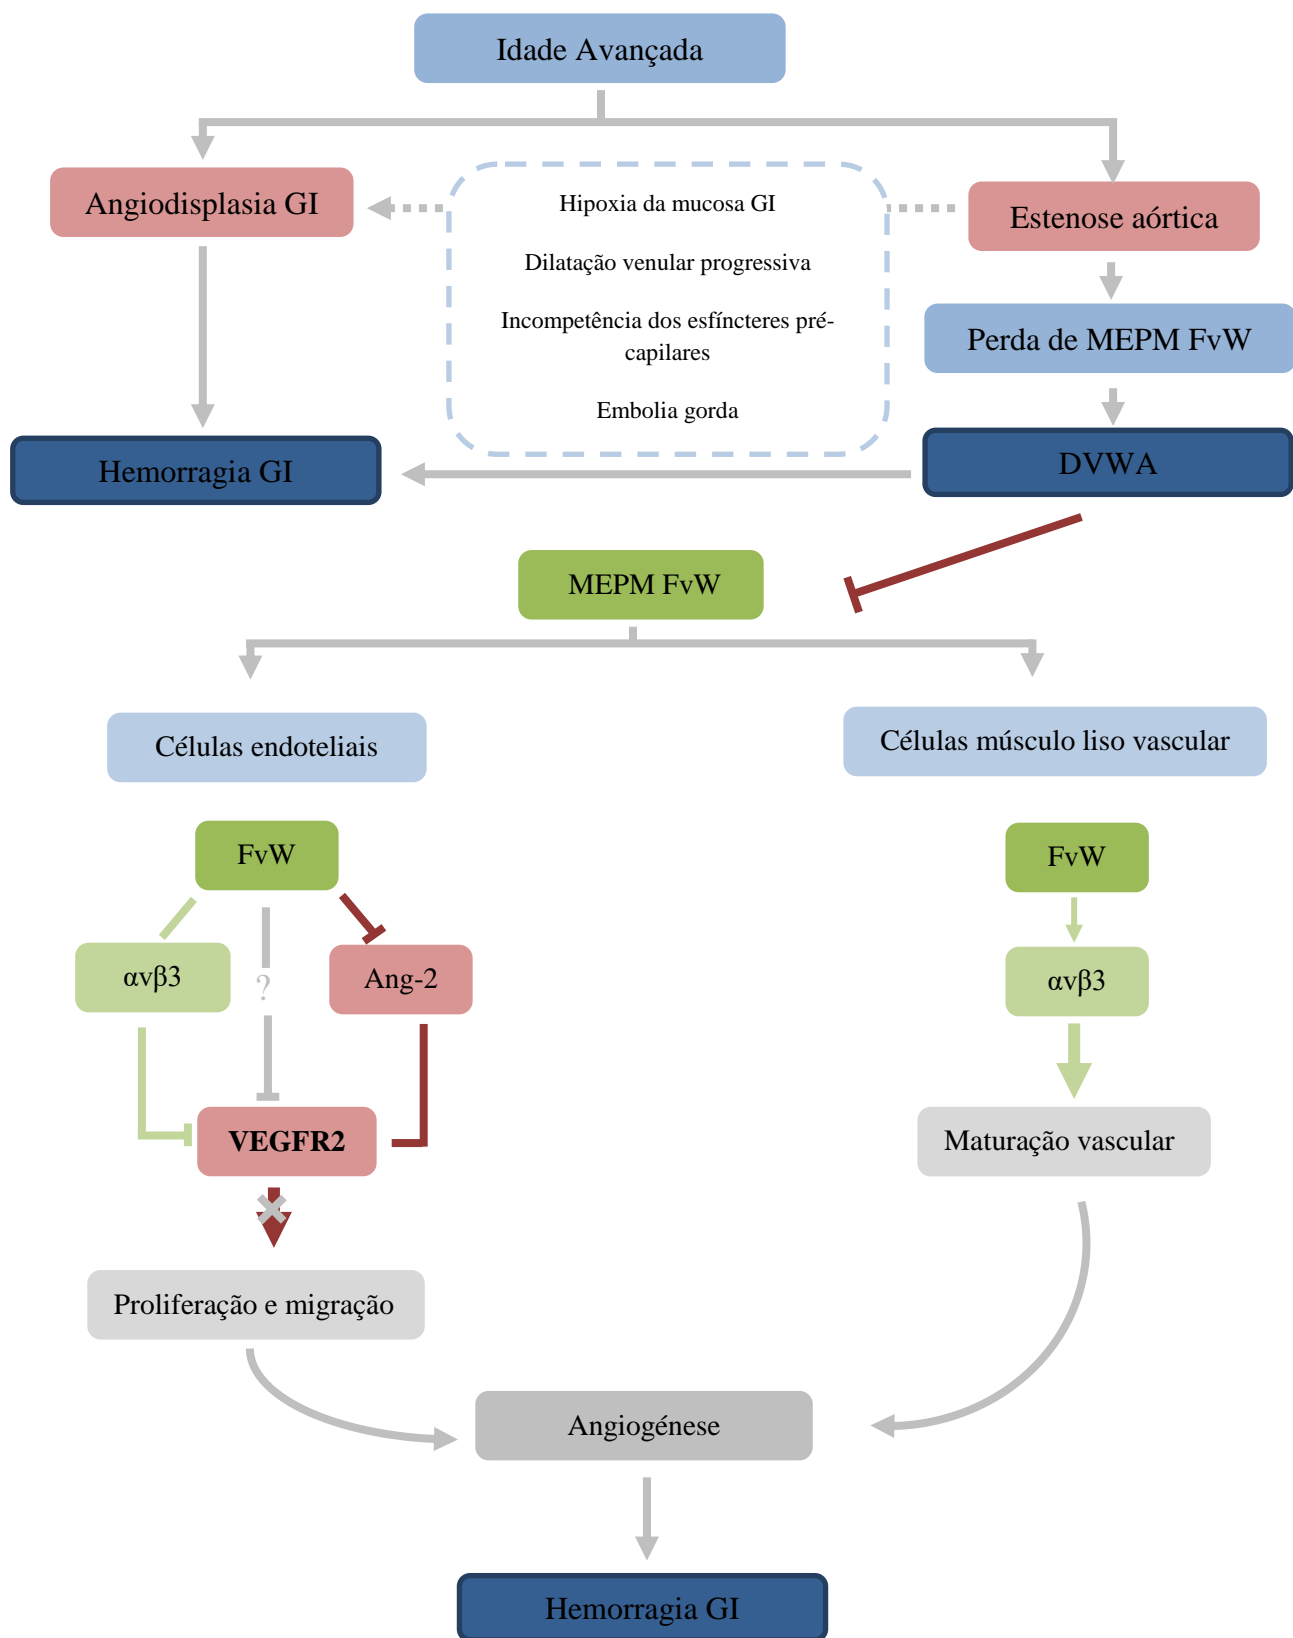 Idade Avançada
Angiodisplasia GI
Hipoxia da mucosa GI
Estenose aórtica
Dilatação venular progressiva
Incompetência dos esfíncteres pré-
capilares
Perda de MEPM FvW
Embolia gorda
Hemorragia GI
DVWA
MEPM FvW
Células endoteliais
Células músculo liso vascular
FvW
FvW
αvβ3
?
Ang-2
αvβ3
VEGFR2
Maturação vascular
Proliferação e migração
Angiogénese
Hemorragia GI